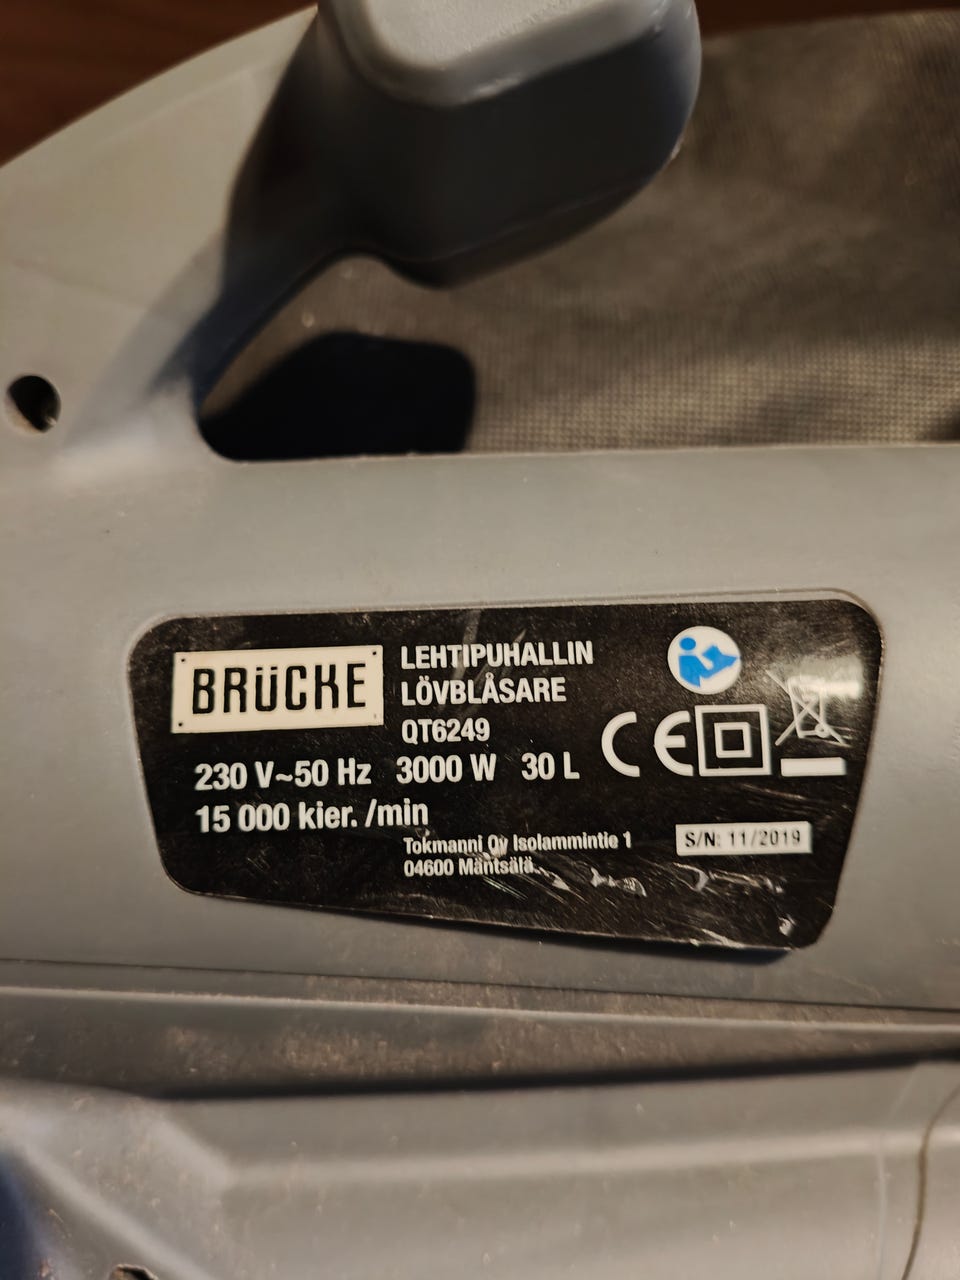 BRÜCKE
LEHTIPUHALLIN
LÖVBLÅSARE
QT6249
230 V~50 Hz 3000 W 30 L
15 000 kier. /min
CE
Tokmanni Oy Isolammintie 1
04600 Mäntsälä
S/N: 11/2019